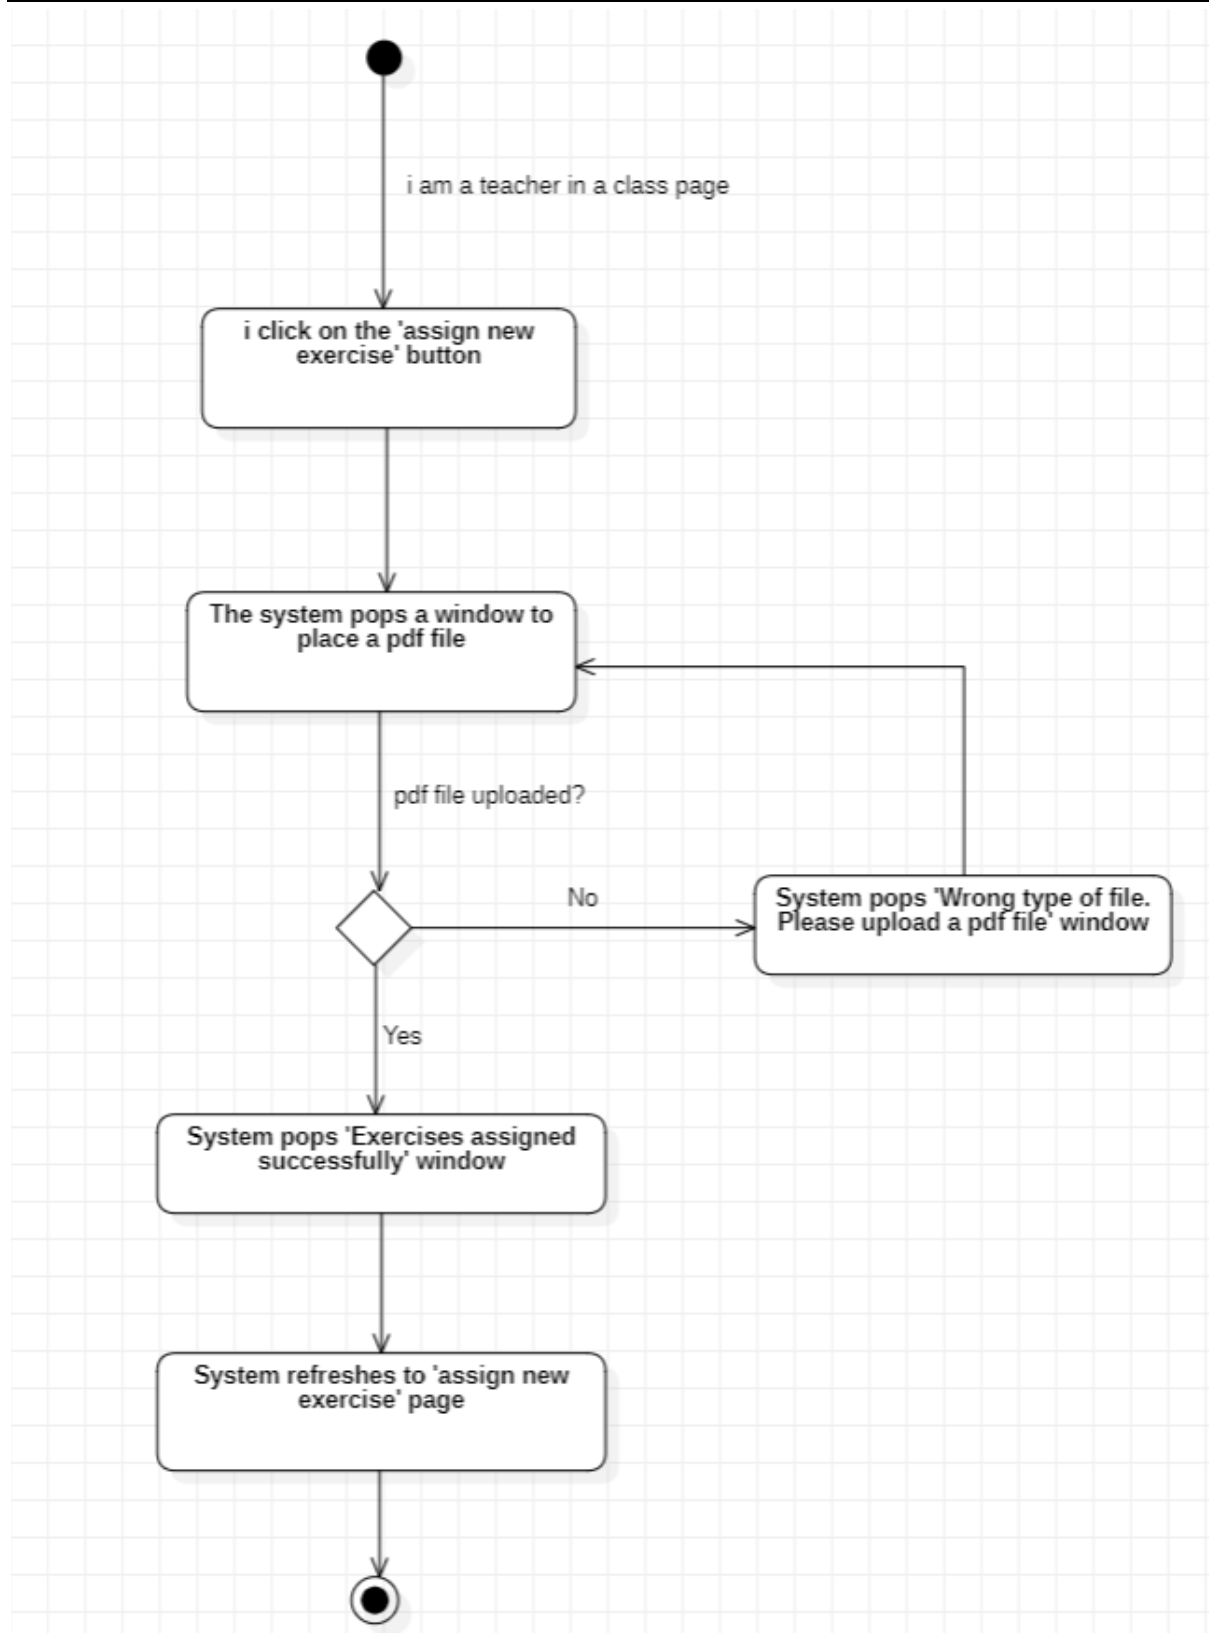 i am a teacher in a class page
i click on the 'assign new
exercise' button
The system pops a window to
place a pdf file
pdf file uploaded?
No
System pops 'Wrong type of file.
Please upload a pdf file' window
Yes
System pops 'Exercises assigned
successfully' window
System refreshes to 'assign new
exercise' page